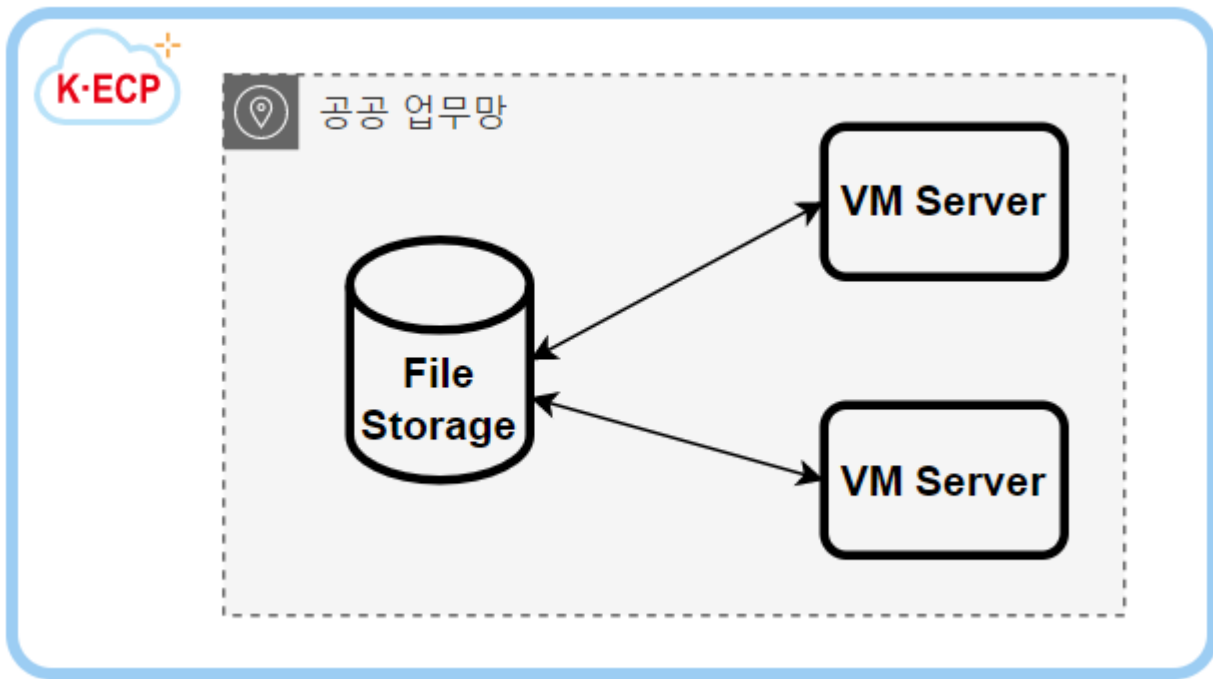 K·ECP
공공 업무망
VM Server
File
Storage
VM Server